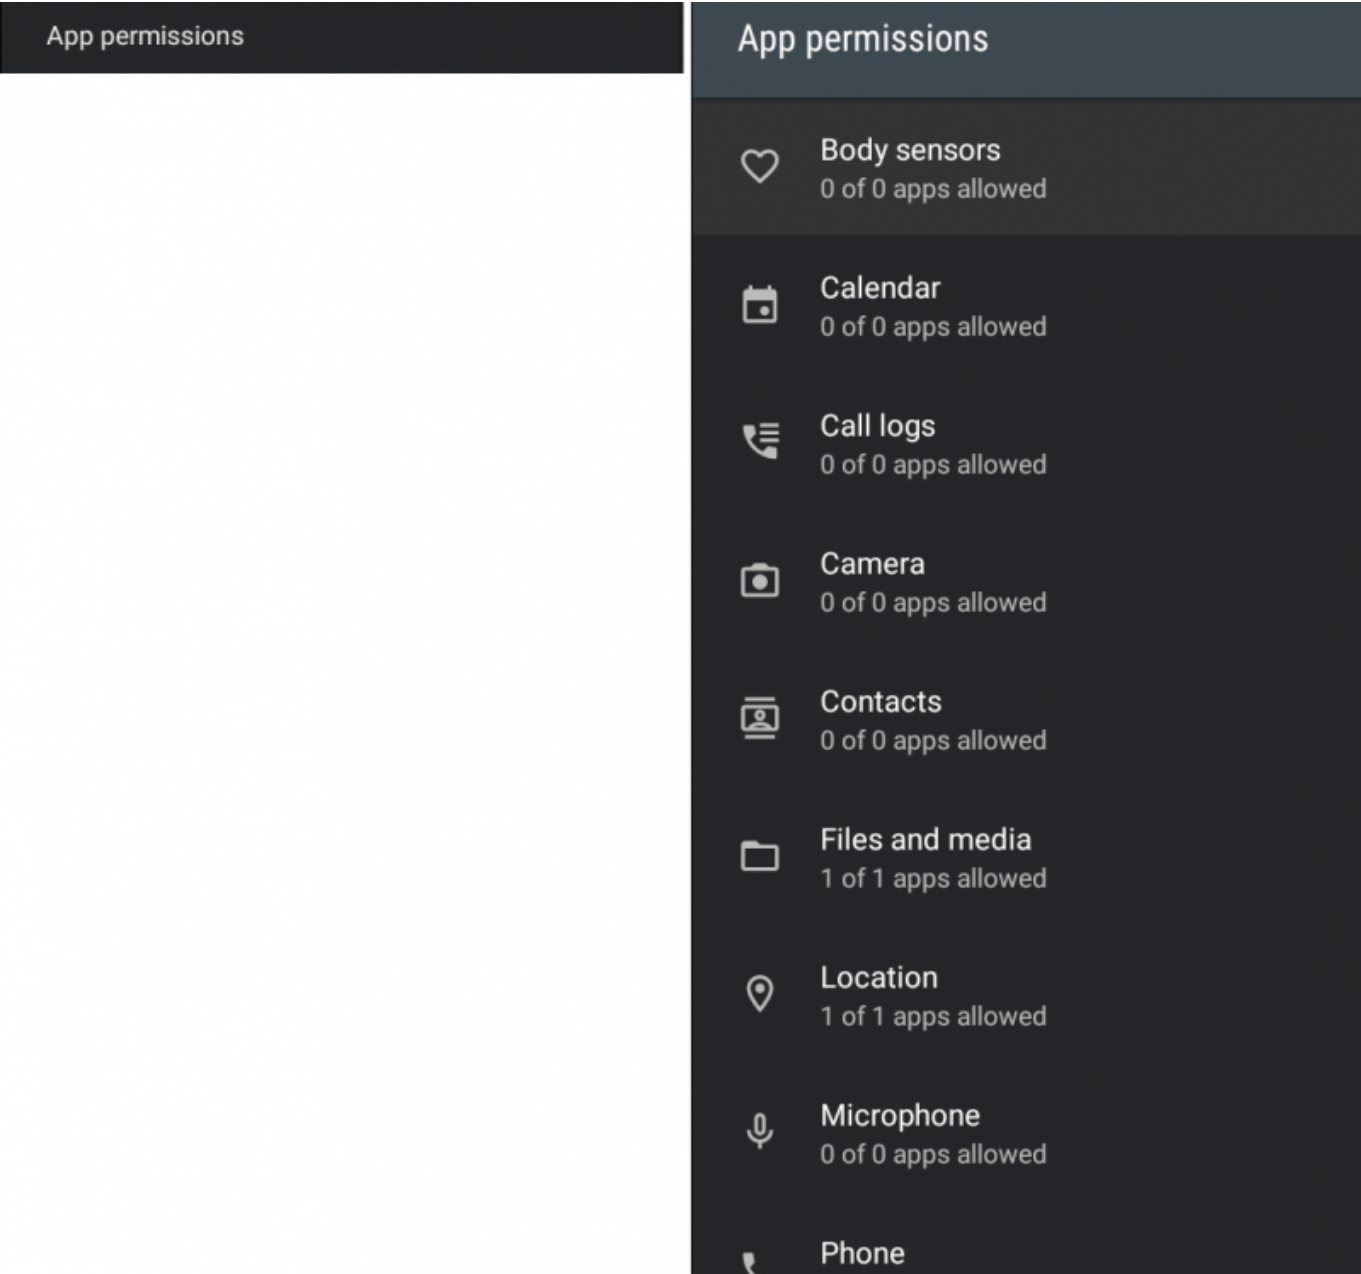 App permissions
App permissions
Body sensors
0 of 0 apps allowed
Calendar
0 of 0 apps allowed
Call logs
0 of 0 apps allowed
Camera
0 of 0 apps allowed
Contacts
0 of 0 apps allowed
Files and media
1 of 1 apps allowed
Location
1 of 1 apps allowed
Microphone
0 of 0 apps allowed
Phone